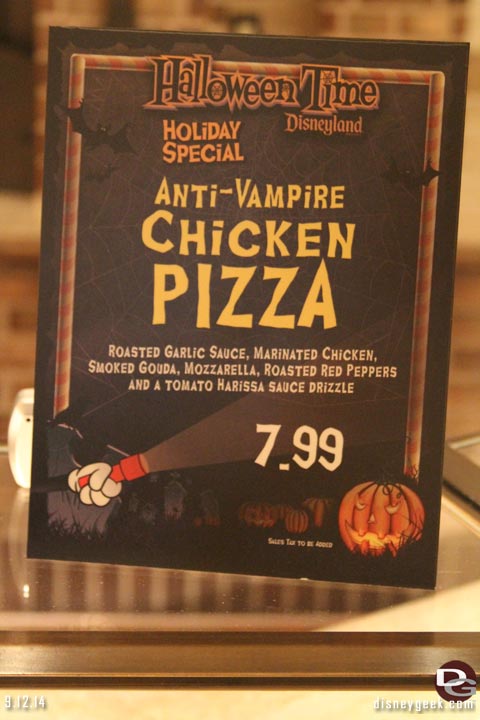 Halloween Time
Disneyland
HOLIDAY
SPECIAL
ANTI-VAMPIRE
CHICKEN
PIZZA
ROASTED GARLIC SAUCE, MARINATED CHICKEN,
SMOKED GOUDA, MOZZARELLA, ROASTED RED PEPPERS
AND A TOMATO HARISSA SAUCE DRIZZLE
7.99
SALES TAX TO BE ADDED
9.12.14
DG
disneygeek.com